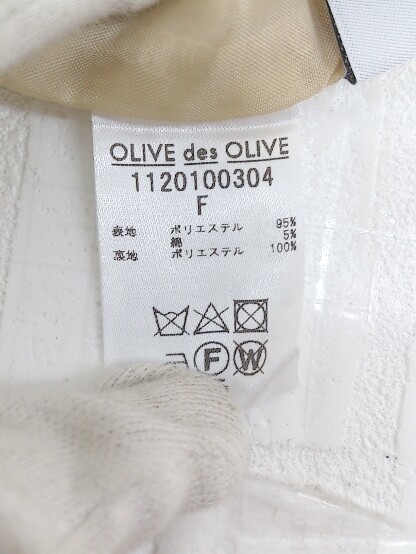 OLIVE des OLIVE
1120100304
F
表地 ポリエステル 95%
綿 5%
裏地 ポリエステル 100%
F W